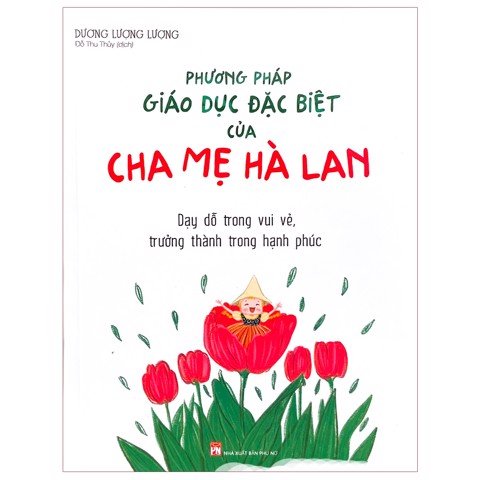 DƯƠNG LƯƠNG LƯƠNG
Đỗ Thu Thủy (dịch)
PHƯƠNG PHÁP
GIÁO DỤC ĐẶC BIỆT
CỦA
CHA MẸ HÀ LAN
Dạy dỗ trong vui vẻ,
trưởng thành trong hạnh phúc
PN
NHÀ XUẤT BẢN PHỤ NỮ